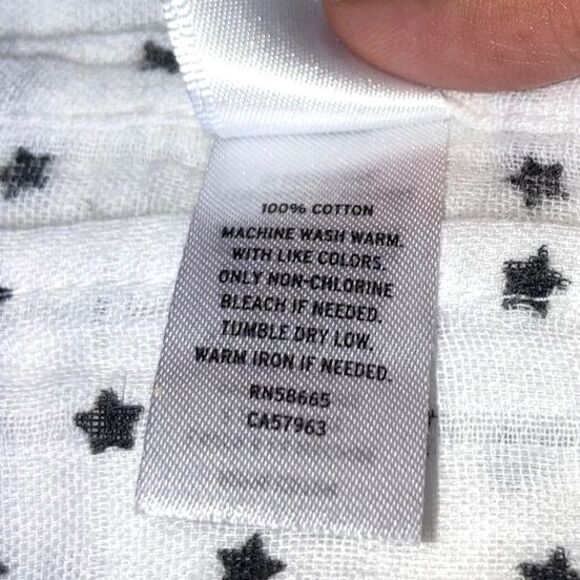 100% COTTON
MACHINE WASH WARM.
WITH LIKE COLORS.
ONLY NON-CHLORINE
BLEACH IF NEEDED.
TUMBLE DRY LOW.
WARM IRON IF NEEDED.
RN58665
CA57963